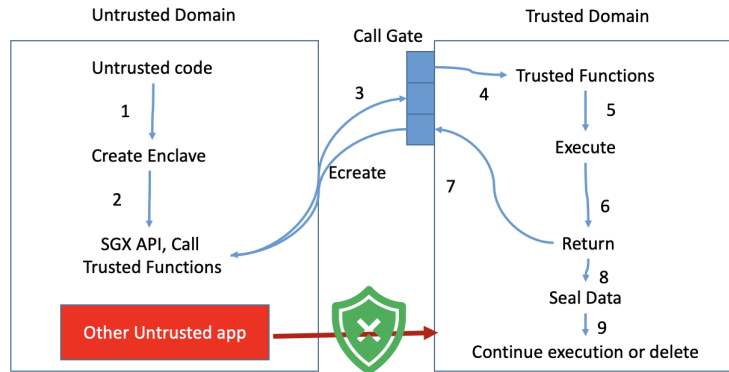 Untrusted Domain
Trusted Domain
Call Gate
Untrusted code
1
Create Enclave
2
SGX API, Call
Trusted Functions
3
Ecreate
4
Trusted Functions
5
Execute
6
Return
7
8
Seal Data
9
Continue execution or delete
Other Untrusted app